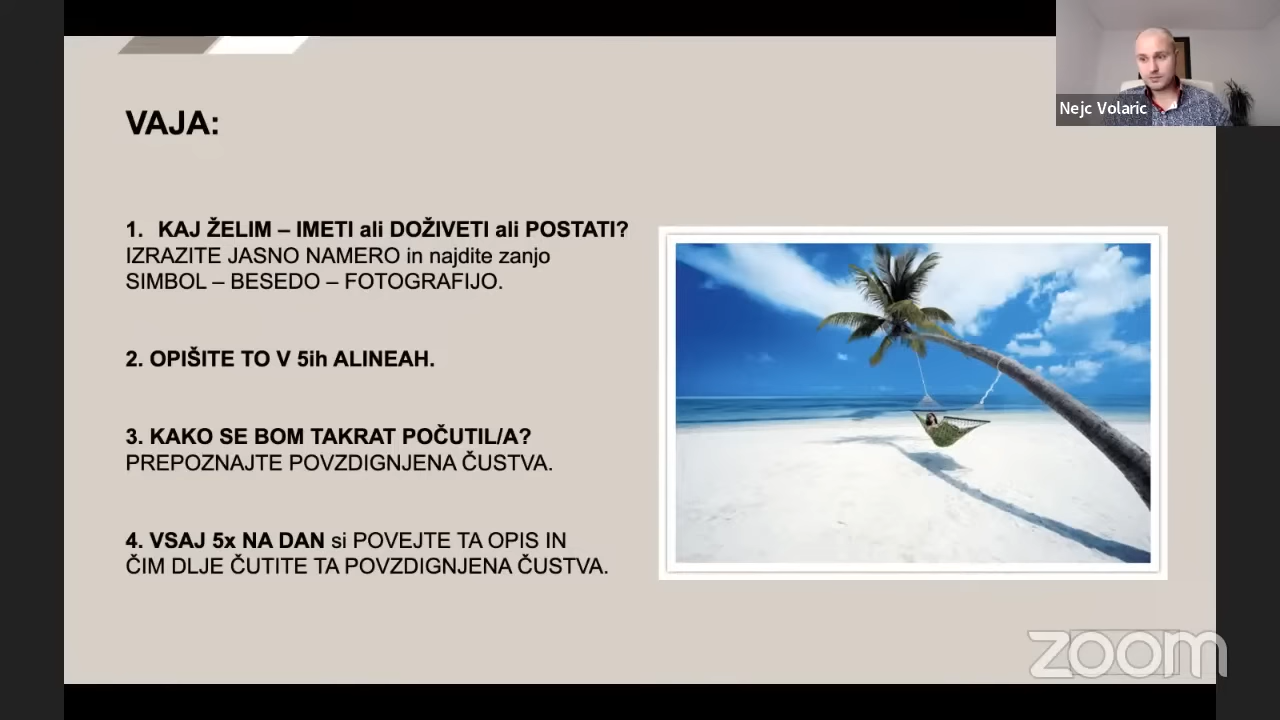 Nejc Volaric
VAJA:
1. KAJ ŽELIM – IMETI ali DOŽIVETI ali POSTATI?
IZRAZITE JASNO NAMERO in najdite zanjo
SIMBOL – BESEDO – FOTOGRAFIJO.
2. OPIŠITE TO V 5ih ALINEAH.
3. KAKO SE BOM TAKRAT POČUTIL/A?
PREPOZNAJTE POVZDIGNJENA ČUSTVA.
4. VSAJ 5x NA DAN si POVEJTE TA OPIS IN
ČIM DLJE ČUTITE TA POVZDIGNJENA ČUSTVA.
zoom